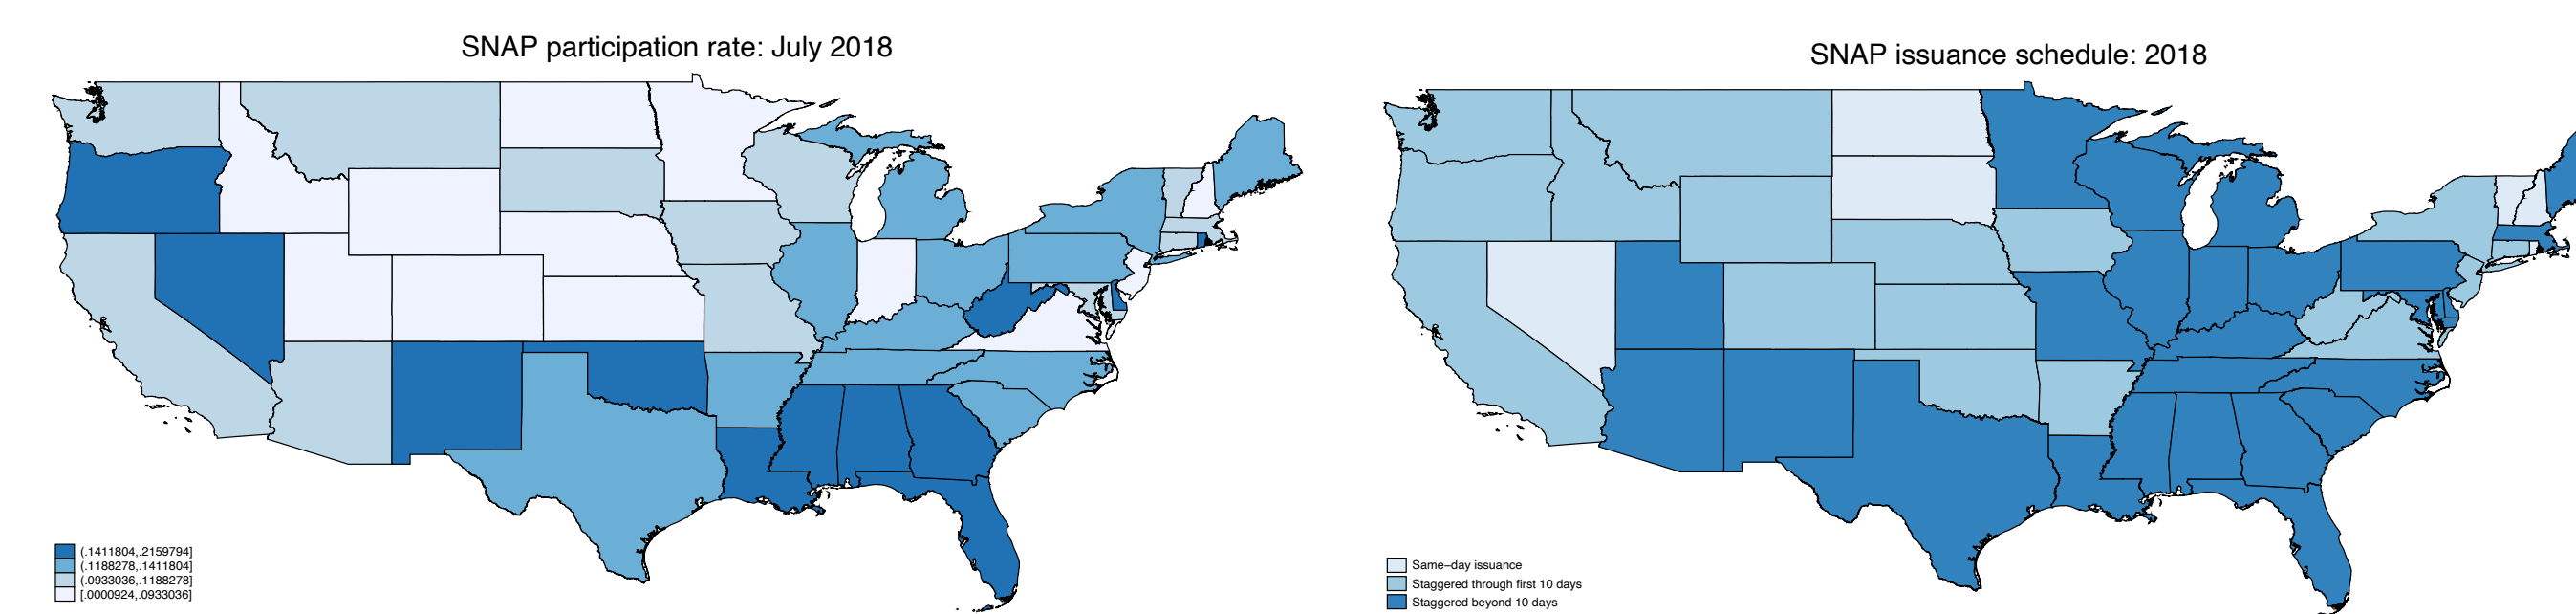 SNAP participation rate: July 2018
(.1411804,.2159794]
(.1188278,.1411804]
(.0933036,.1188278]
[.0000924,.0933036]
SNAP issuance schedule: 2018
Same–day issuance
Staggered through first 10 days
Staggered beyond 10 days